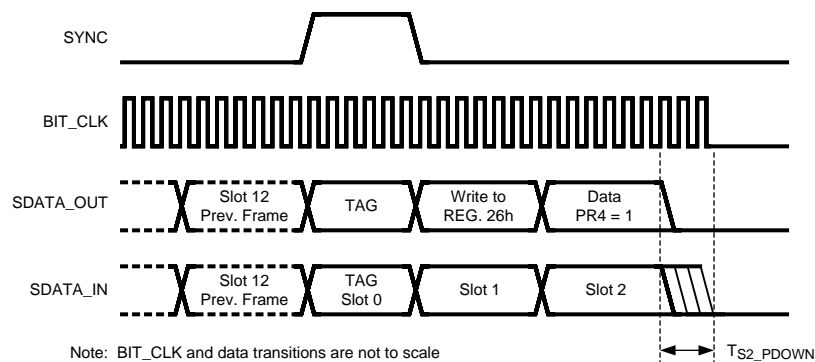 SYNC
BIT_CLK
SDATA_OUT
Slot 12
Prev. Frame
TAG
Write to
REG. 26h
Data
PR4 = 1
SDATA_IN
Slot 12
Prev. Frame
TAG
Slot 0
Slot 1
Slot 2
Note: BIT_CLK and data transitions are not to scale
TS2_PDOWN